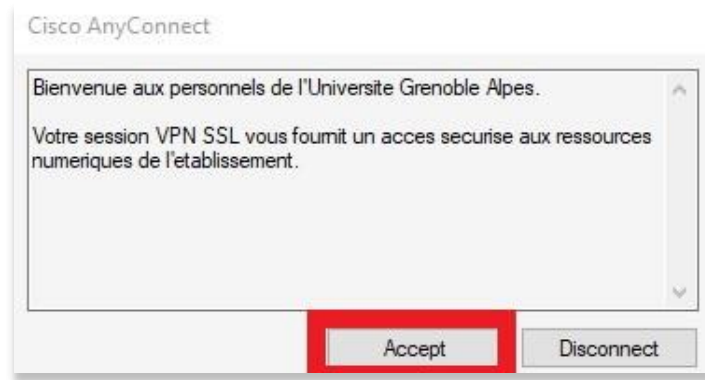 Cisco AnyConnect
Bienvenue aux personnels de l'Universite Grenoble Alpes.
Votre session VPN SSL vous fournit un acces securise aux ressources
numeriques de l'etablissement.
Accept
Disconnect